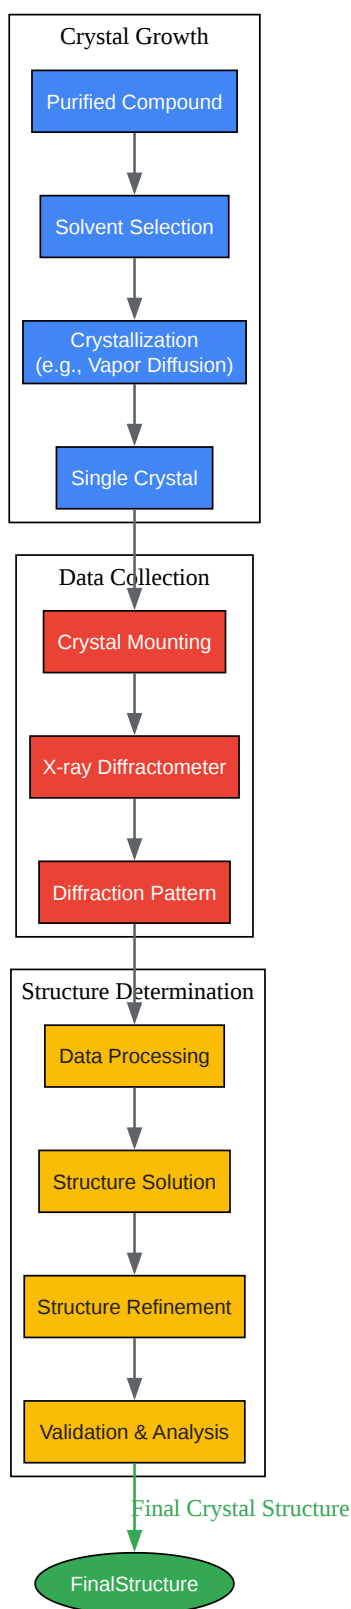 Crystal Growth
Purified Compound
Solvent Selection
Crystallization
(e.g., Vapor Diffusion)
Single Crystal
Data Collection
Crystal Mounting
X-ray Diffractometer
Diffraction Pattern
Structure Determination
Data Processing
Structure Solution
Structure Refinement
Validation & Analysis
Final Crystal Structure
FinalStructure